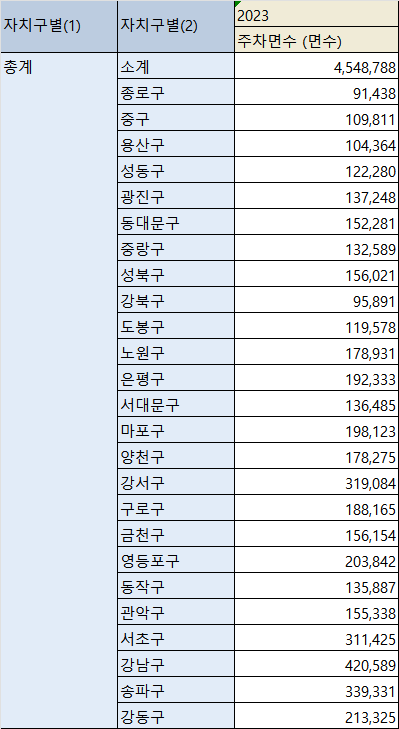 자치구별(1) 자치구별(2) 2023
주차면수 (면수)
총계 소계 4,548,788
종로구 91,438
중구 109,811
용산구 104,364
성동구 122,280
광진구 137,248
동대문구 152,281
중랑구 132,589
성북구 156,021
강북구 95,891
도봉구 119,578
노원구 178,931
은평구 192,333
서대문구 136,485
마포구 198,123
양천구 178,275
강서구 319,084
구로구 188,165
금천구 156,154
영등포구 203,842
동작구 135,887
관악구 155,338
서초구 311,425
강남구 420,589
송파구 339,331
강동구 213,325